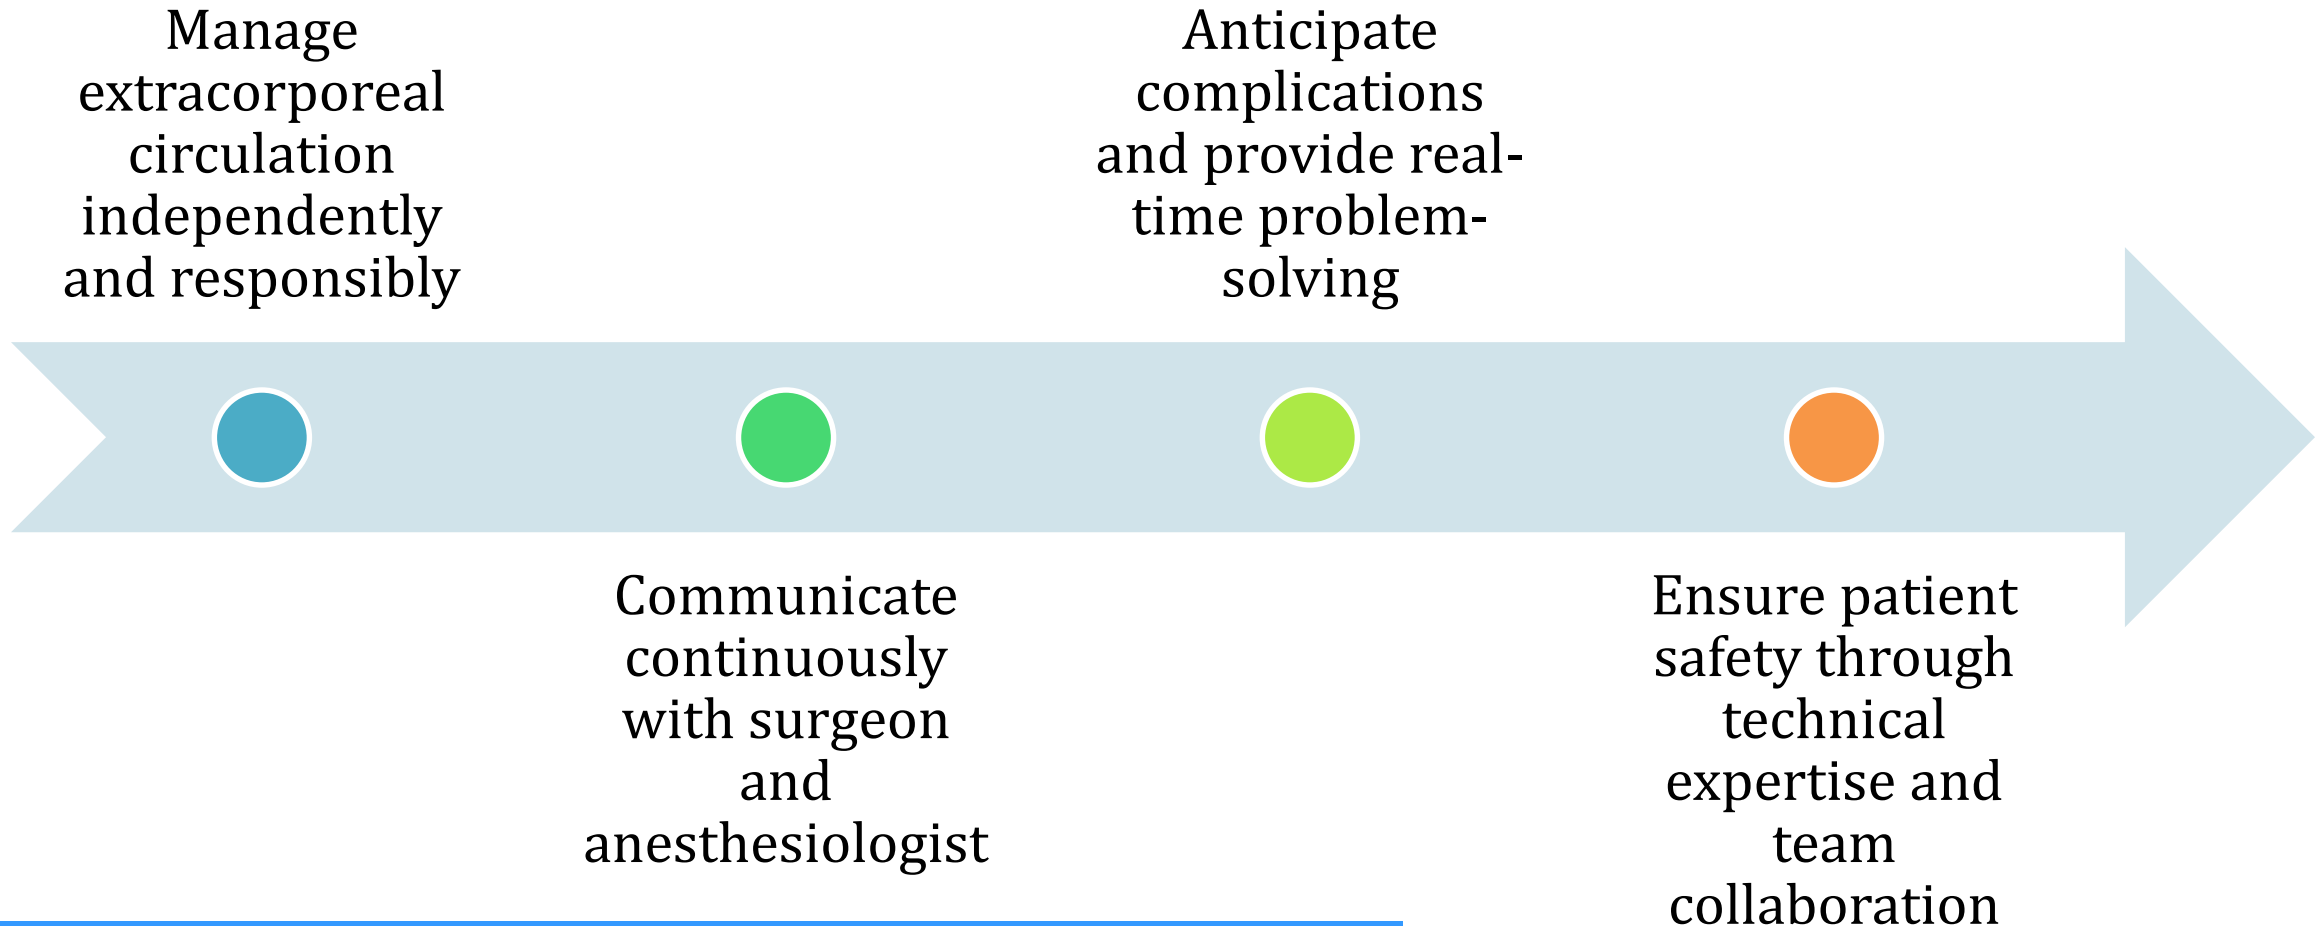 Manage
extracorporeal
circulation
independently
and responsibly
Communicate
continuously
with surgeon
and
anesthesiologist
Anticipate
complications
and provide real-
time problem-
solving
Ensure patient
safety through
technical
expertise and
team
collaboration